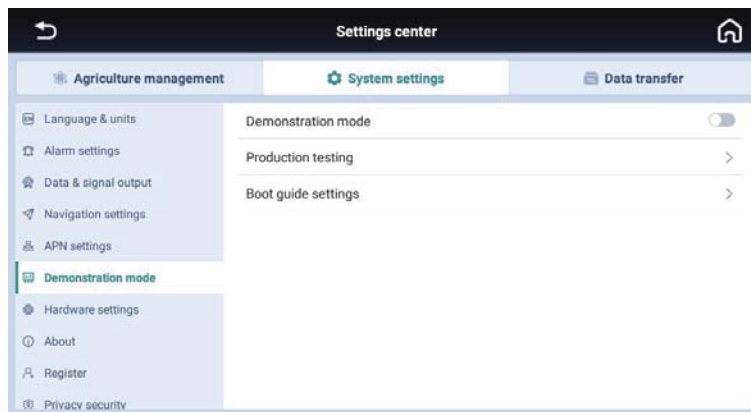 Settings center
Agriculture management
System settings
Data transfer
Language & units
Alarm settings
Data & signal output
Navigation settings
APN settings
Demonstration mode
Hardware settings
About
Register
Privacy security
Demonstration mode
Production testing
Boot guide settings